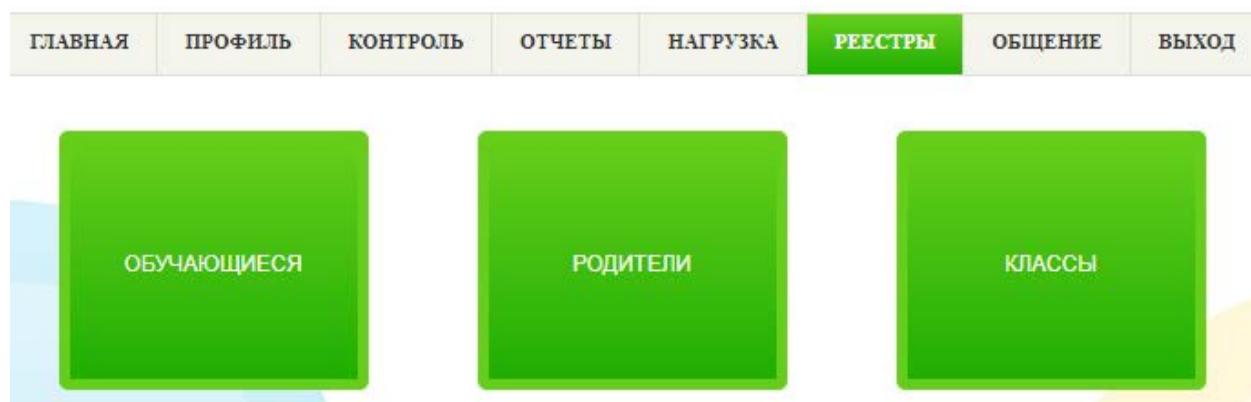 ГЛАВНАЯ ПРОФИЛЬ КОНТРОЛЬ ОТЧЕТЫ НАГРУЗКА РЕЕСТРЫ ОБЩЕНИЕ ВЫХОД
ОБУЧАЮЩИЕСЯ РОДИТЕЛИ КЛАССЫ